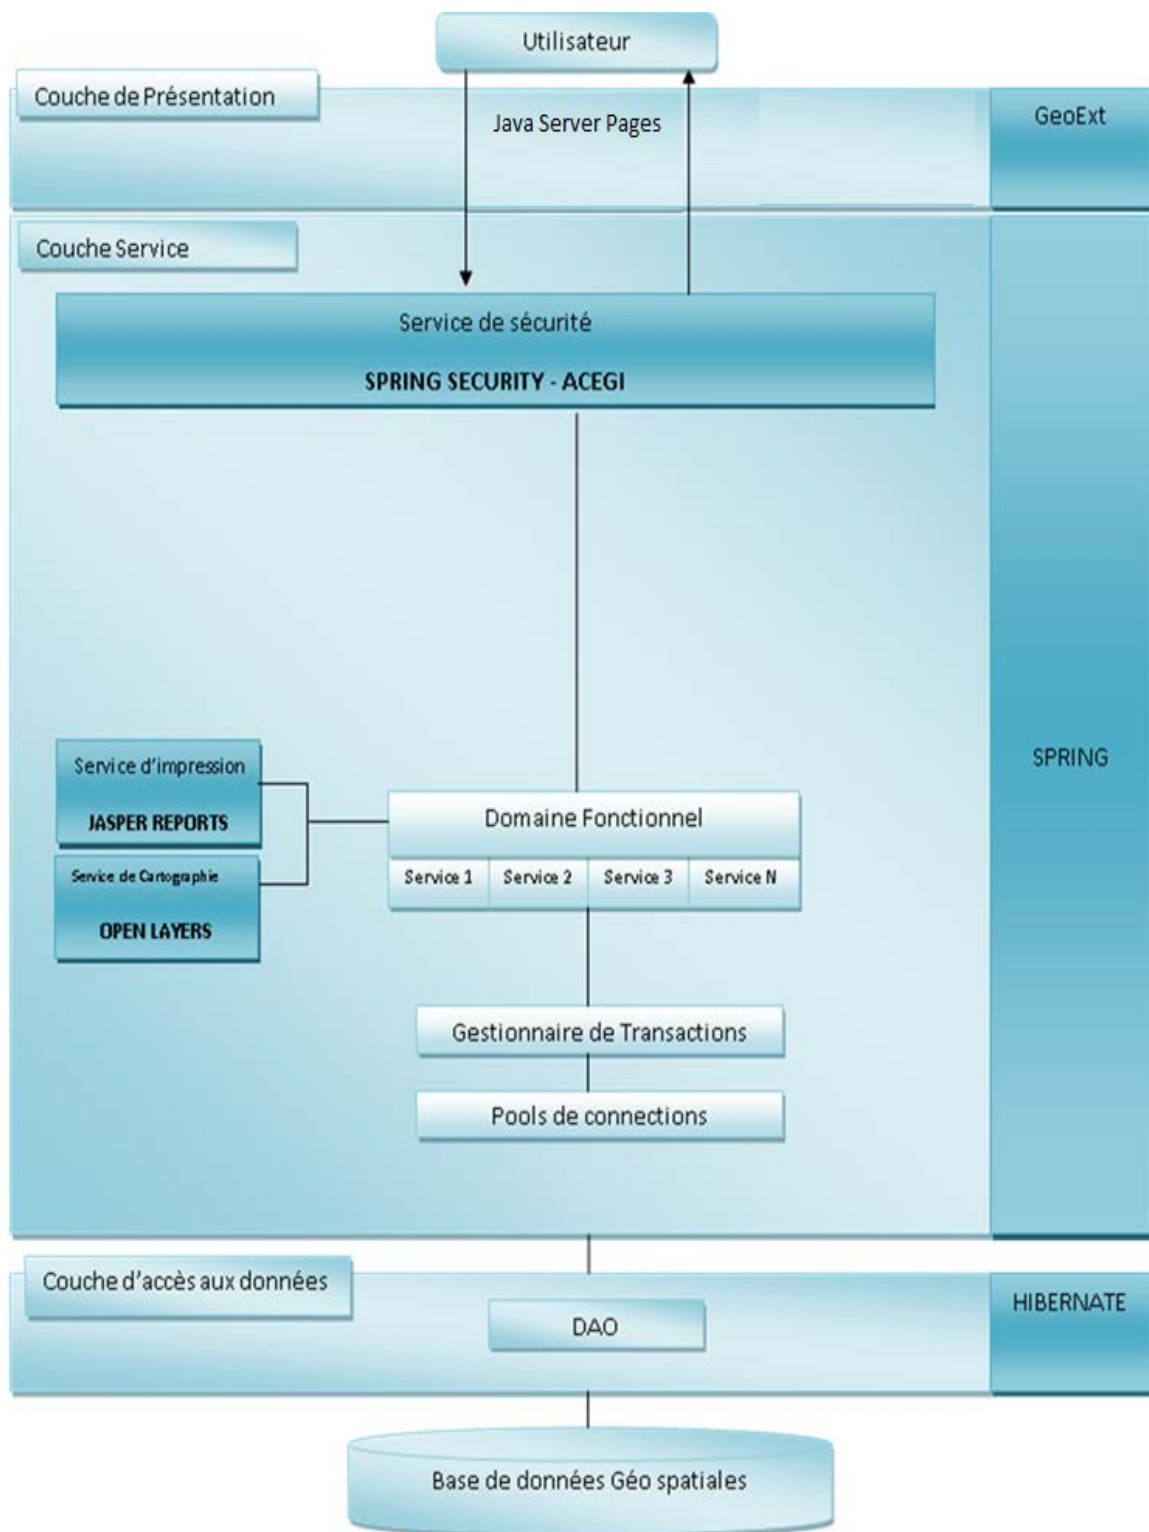 Utilisateur
Couche de Présentation
Java Server Pages
GeoExt
Couche Service
Service de sécurité
SPRING SECURITY - ACEGI
SPRING
Service d'impression
JASPER REPORTS
Service de Cartographie
OPEN LAYERS
Domaine Fonctionnel
Service 1
Service 2
Service 3
Service N
Gestionnaire de Transactions
Pools de connections
Couche d'accès aux données
DAO
HIBERNATE
Base de données Géo spatiales